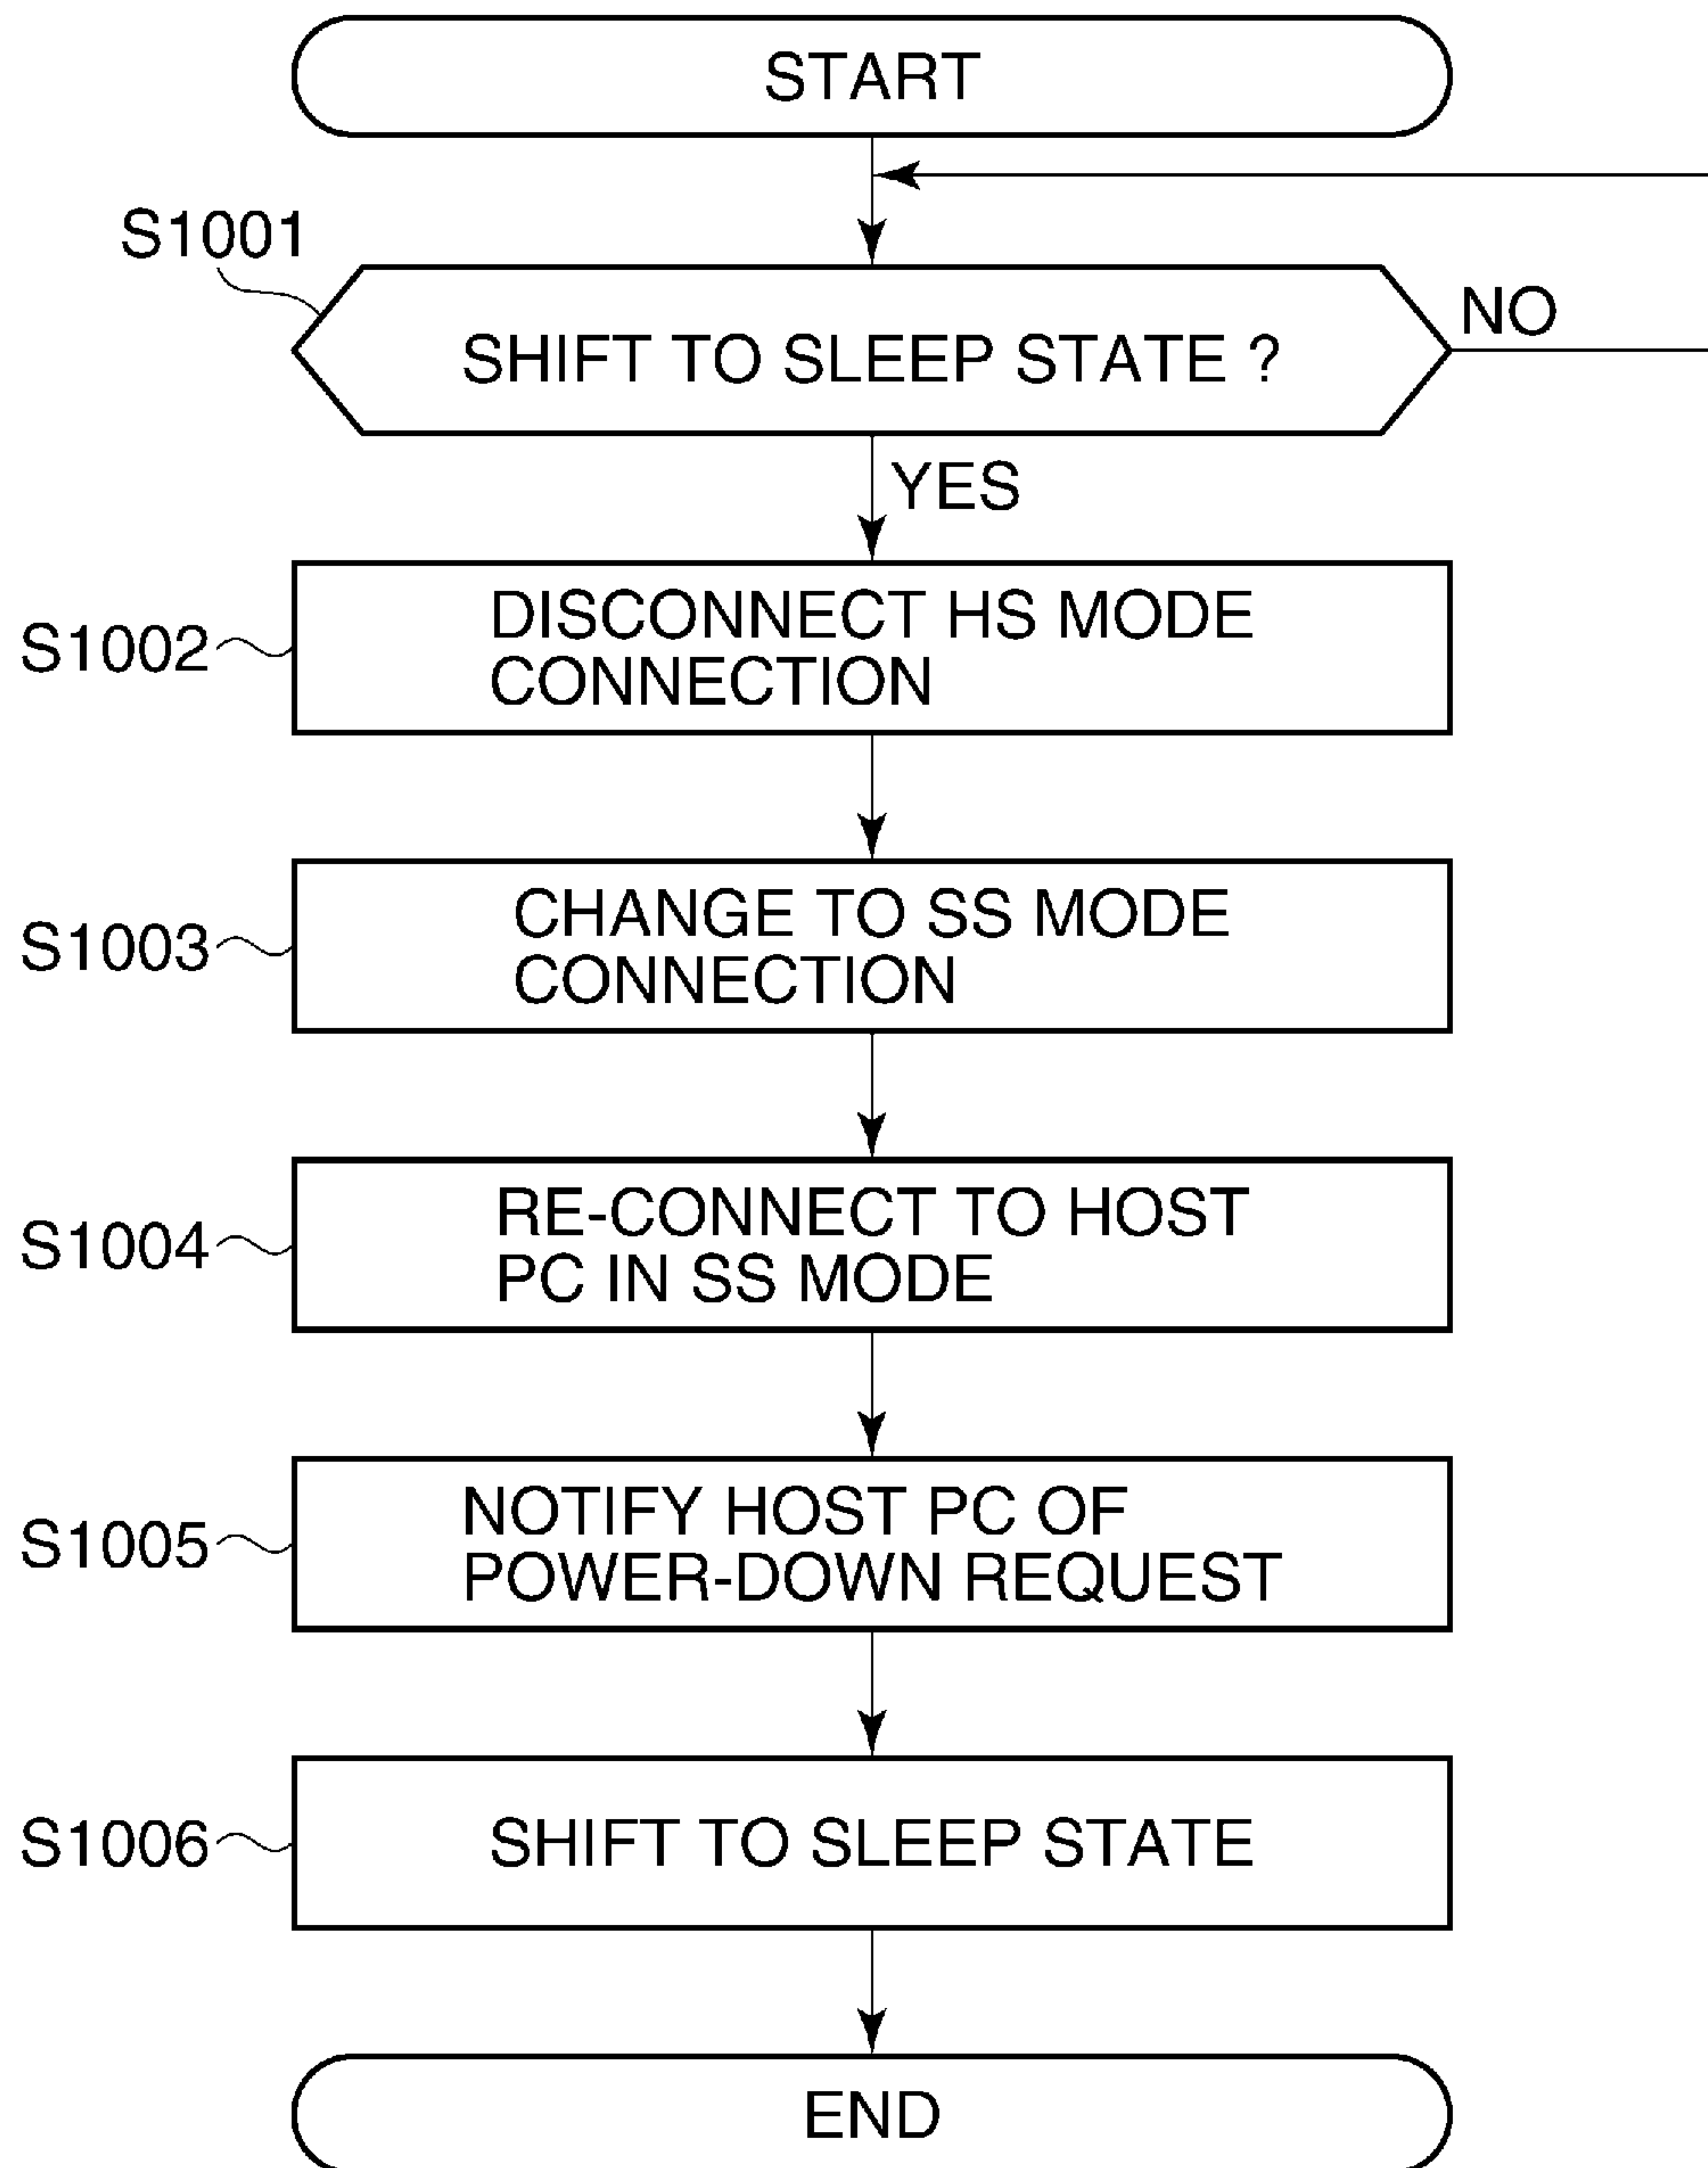 START
S1001
NO
SHIFT TO SLEEP STATE ?
YES
S1002
DISCONNECT HS MODE
CONNECTION
S1003
CHANGE TO SS MODE
CONNECTION
S1004
RE-CONNECT TO HOST
PC IN SS MODE
S1005
NOTIFY HOST PC OF
POWER-DOWN REQUEST
S1006
SHIFT TO SLEEP STATE
END